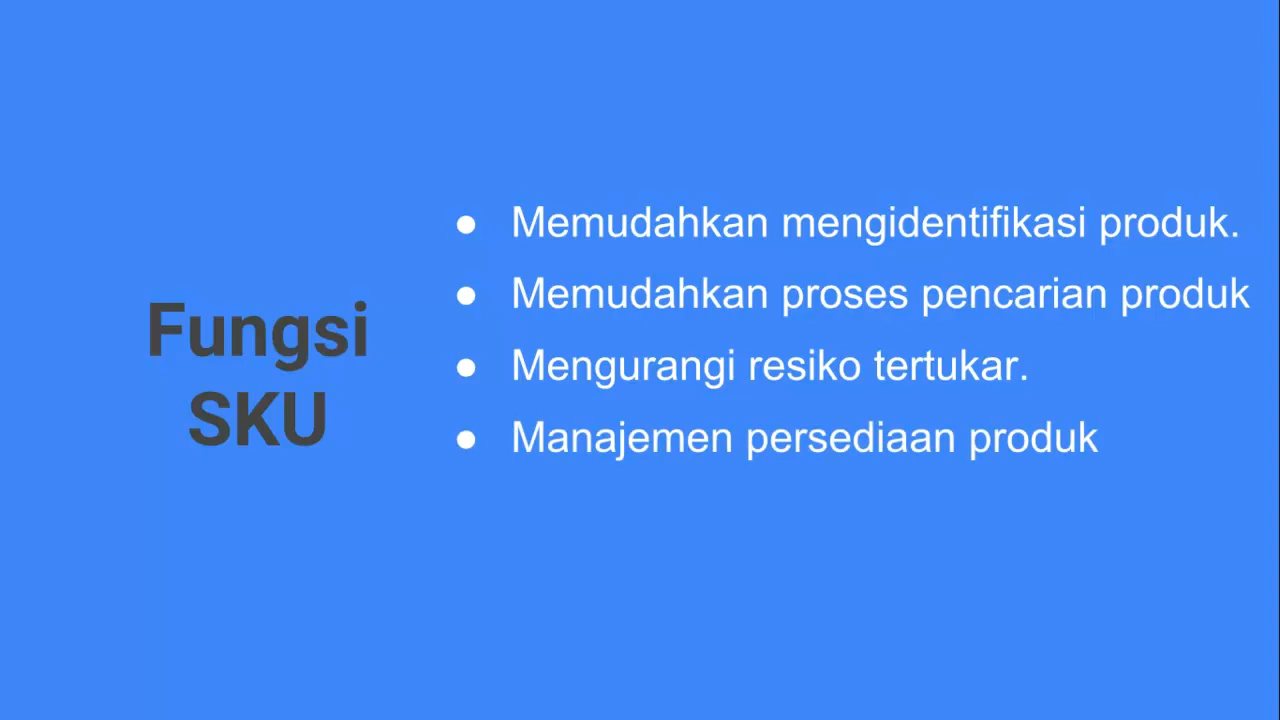 Fungsi
SKU
● Memudahkan mengidentifikasi produk.
● Memudahkan proses pencarian produk
● Mengurangi resiko tertukar.
● Manajemen persediaan produk